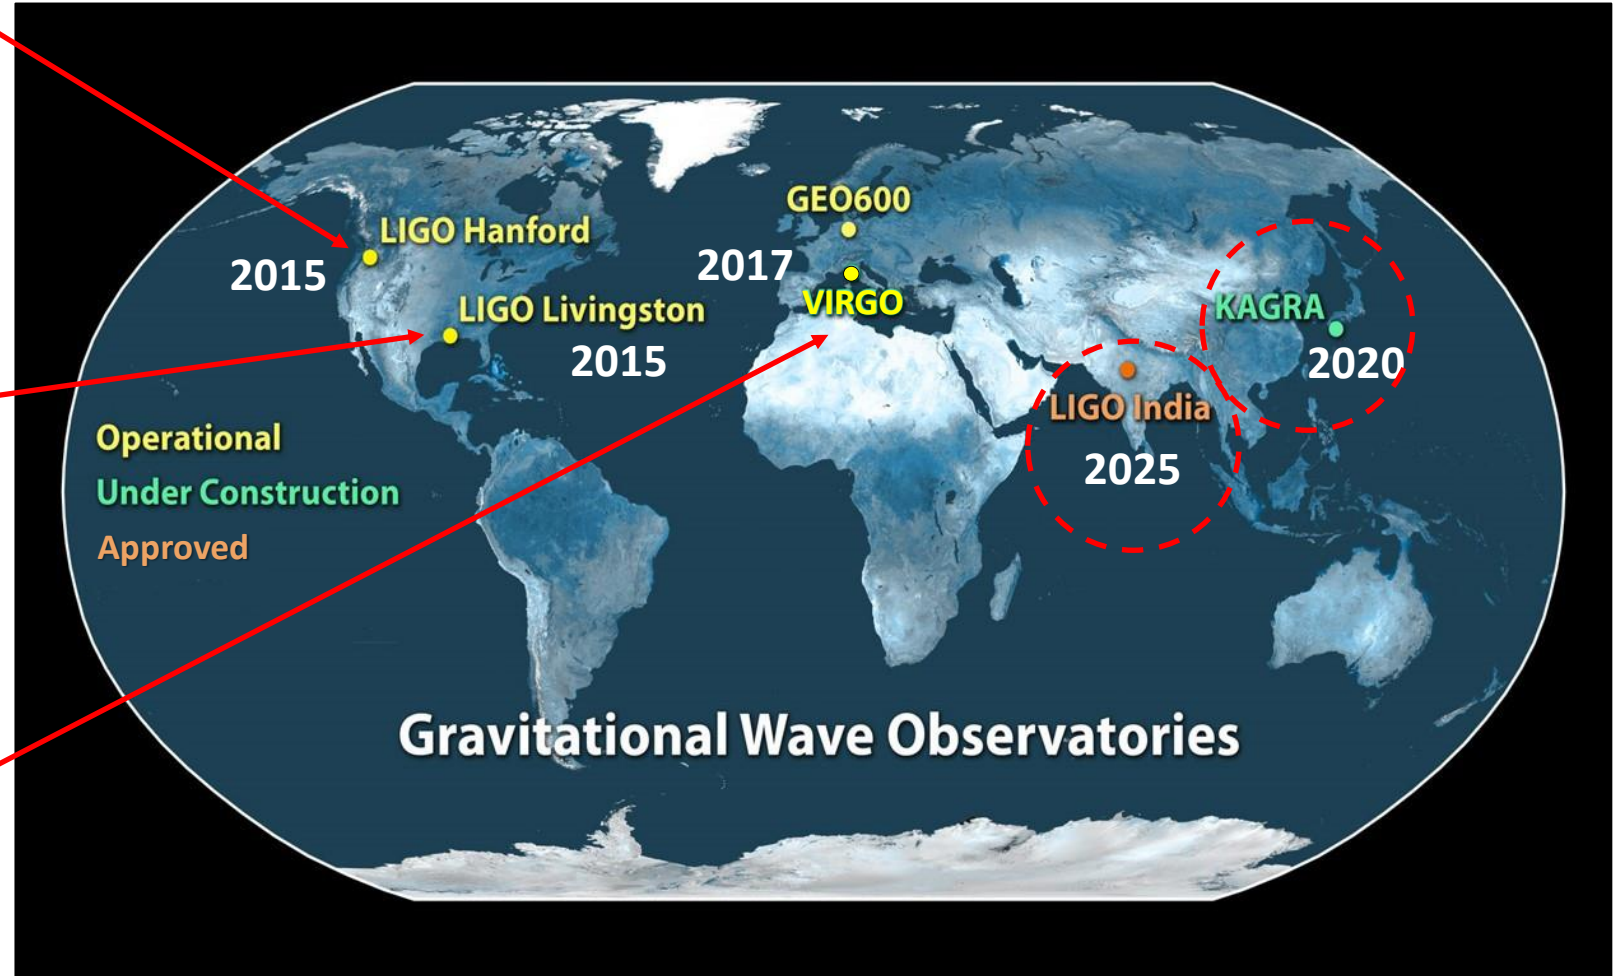 GEO600
LIGO Hanford
2015
2017
VIRGO
LIGO Livingston
2015
KAGRA
2020
LIGO India
2025
Operational
Under Construction
Approved
Gravitational Wave Observatories